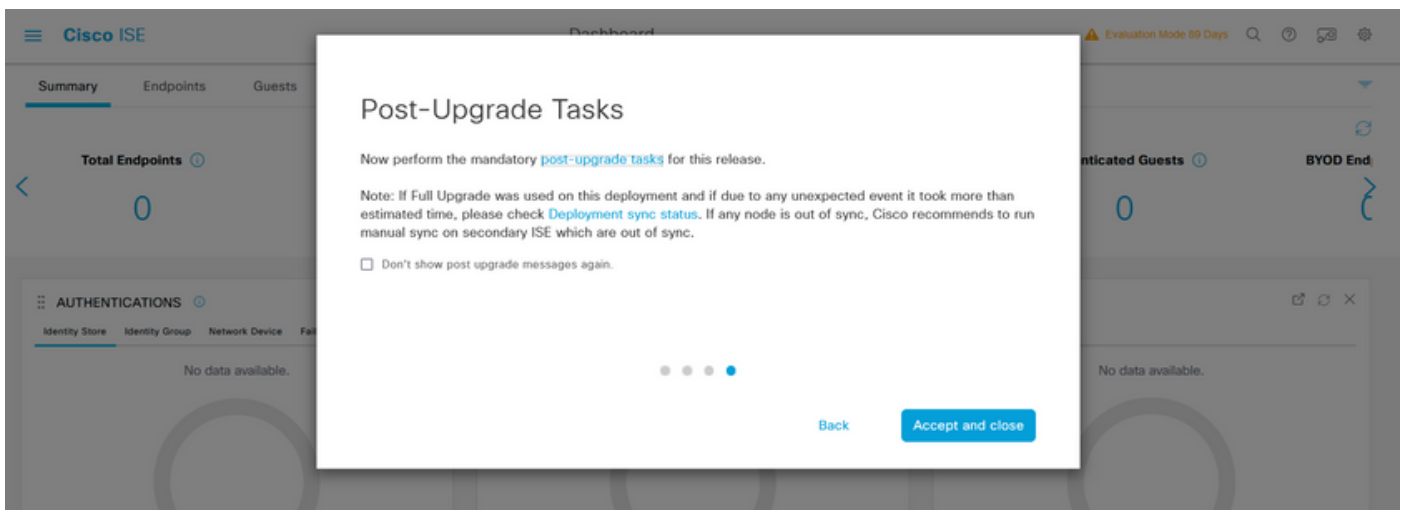 Cisco ISE
Dashboard
Evaluation Mode 89 Days
Summary Endpoints Guests
Total Endpoints
0
nticated Guests
0
BYOD End
Post-Upgrade Tasks
Now perform the mandatory post-upgrade tasks for this release.
Note: If Full Upgrade was used on this deployment and if due to any unexpected event it took more than
estimated time, please check Deployment sync status. If any node is out of sync, Cisco recommends to run
manual sync on secondary ISE which are out of sync.
Don't show post upgrade messages again.
Back Accept and close
AUTHENTICATIONS
Identity Store Identity Group Network Device Fail
No data available.
No data available.